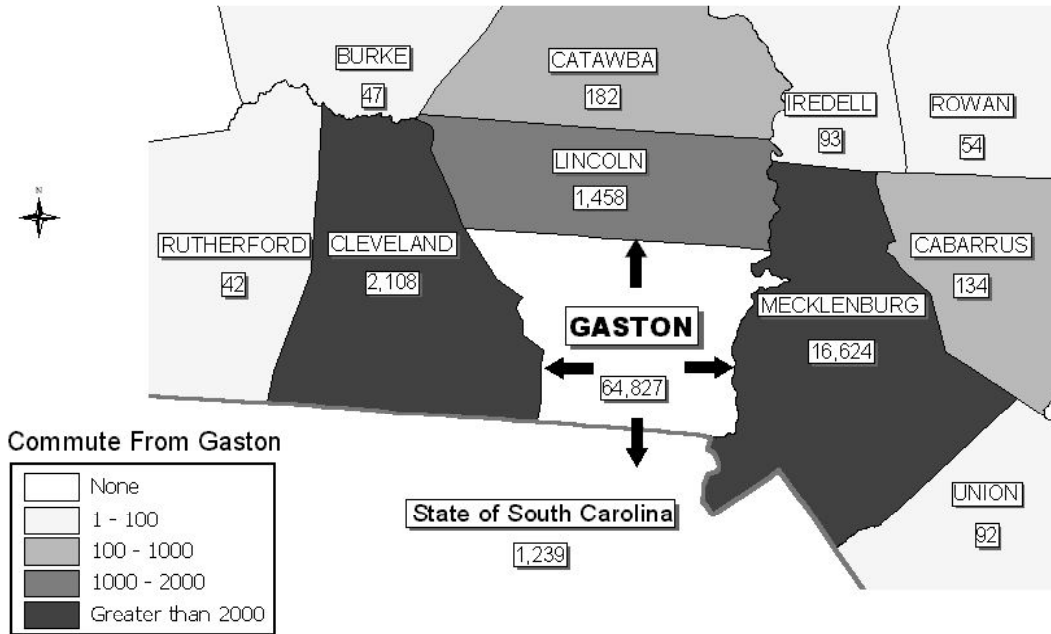 BURKE
47
CATAWBA
182
IREDELL
93
ROWAN
54
LINCOLN
1,458
N
RUTHERFORD
42
CLEVELAND
2,108
CABARRUS
134
MECKLENBURG
16,624
GASTON
64,827
Commute From Gaston
None
1 - 100
100 - 1000
1000 - 2000
Greater than 2000
State of South Carolina
1,239
UNION
92